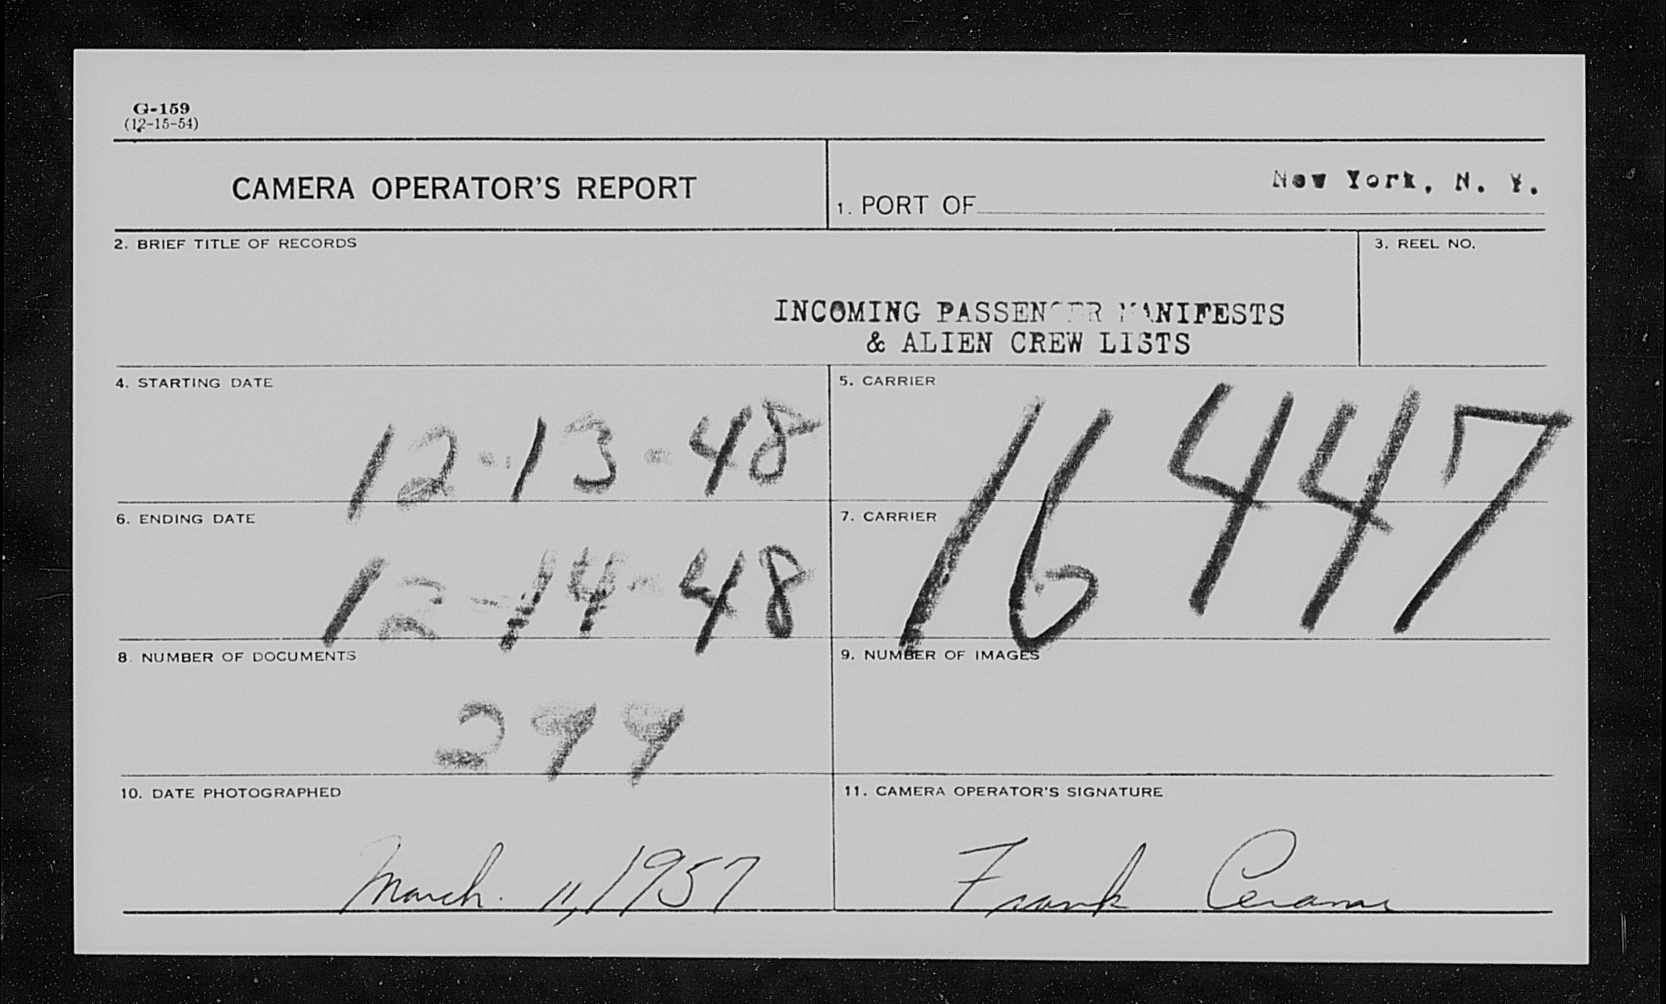 G-159
(12-15-54)
CAMERA OPERATOR'S REPORT
1. PORT OF New York, N. Y.
2. BRIEF TITLE OF RECORDS
3. REEL NO.
INCOMING PASSENGER MANIFESTS
& ALIEN CREW LISTS
4. STARTING DATE
12-13-48
5. CARRIER
16447
6. ENDING DATE
12-14-48
7. CARRIER
8. NUMBER OF DOCUMENTS
299
9. NUMBER OF IMAGES
10. DATE PHOTOGRAPHED
March. 11, 1957
11. CAMERA OPERATOR'S SIGNATURE
Frank